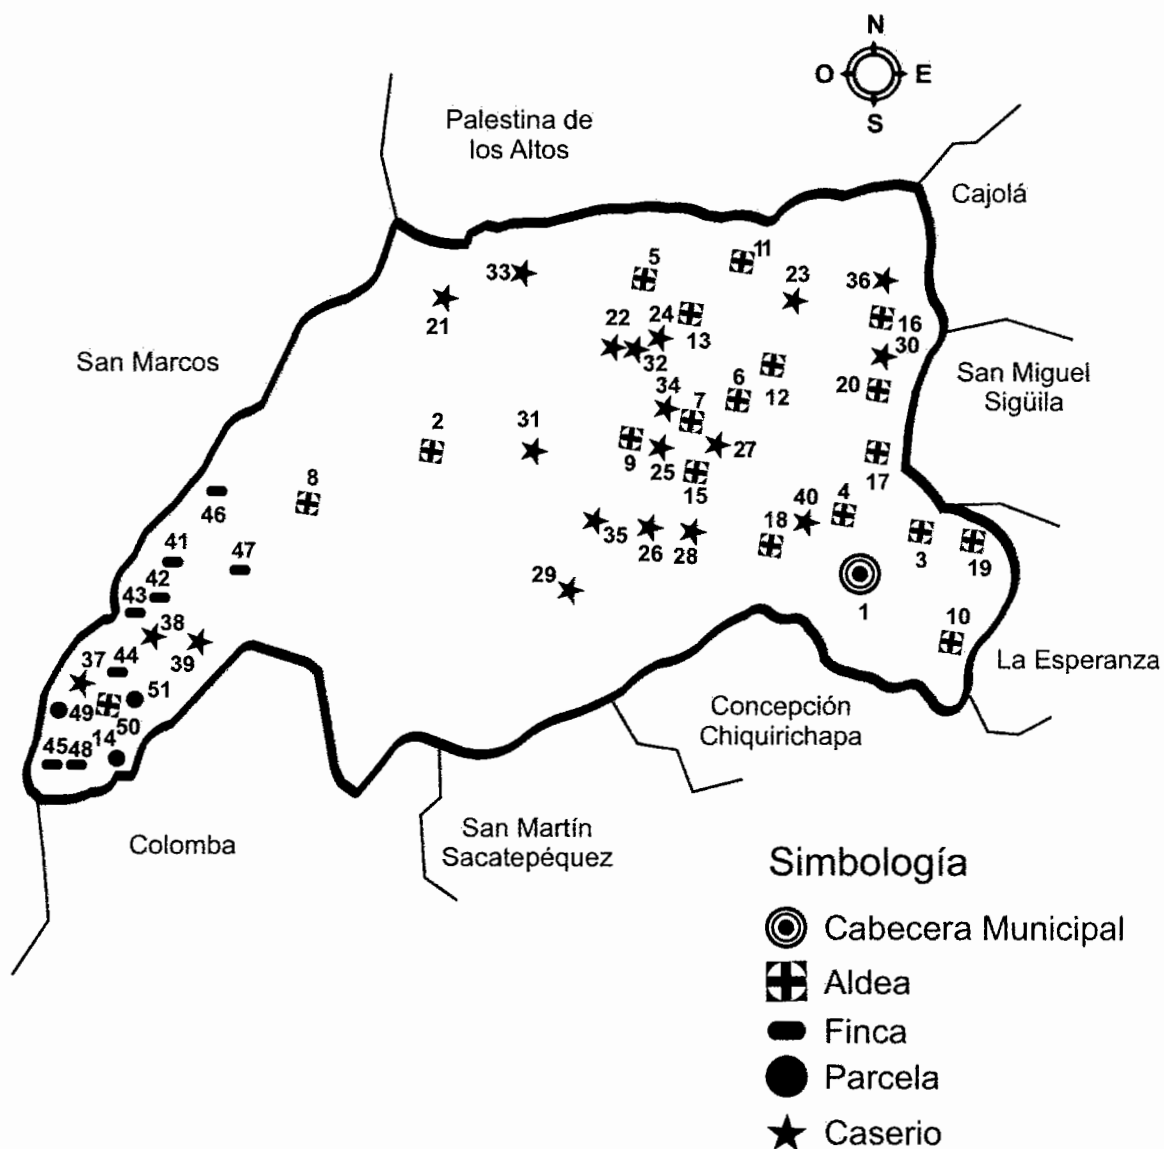 N
O E
S
Palestina de
los Altos
Cajolá
San Marcos
San Miguel
Sigüila
La Esperanza
Concepción
Chiquirichapa
San Martín
Sacatepéquez
Colomba
33
5
11
23
36
21
22
24
13
16
32
30
6
12
20
34
7
2
31
9
25
27
15
17
8
46
35
26
28
18
40
4
3
19
41
47
42
43
29
1
10
38
39
37
44
51
49
50
14
45
48
Simbología
Cabecera Municipal
Aldea
Finca
Parcela
Caserio